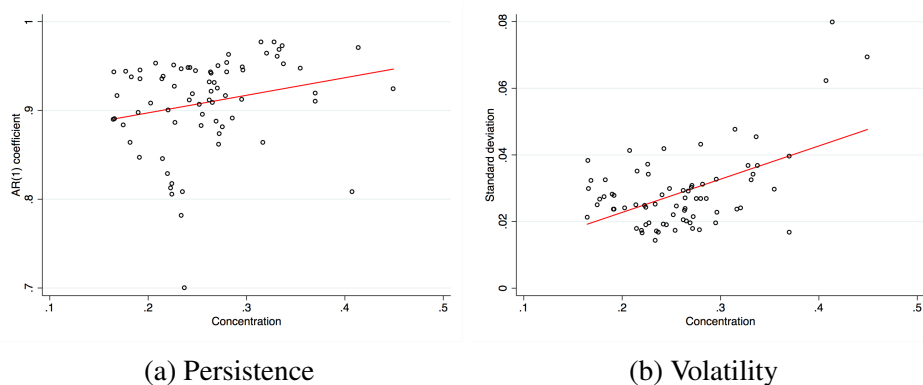 1
.9
.8
.7
AR(1) coefficient
.1 .2 .3 .4 .5
Concentration
(a) Persistence
.08
.06
.04
.02
0
Standard deviation
.1 .2 .3 .4 .5
Concentration
(b) Volatility